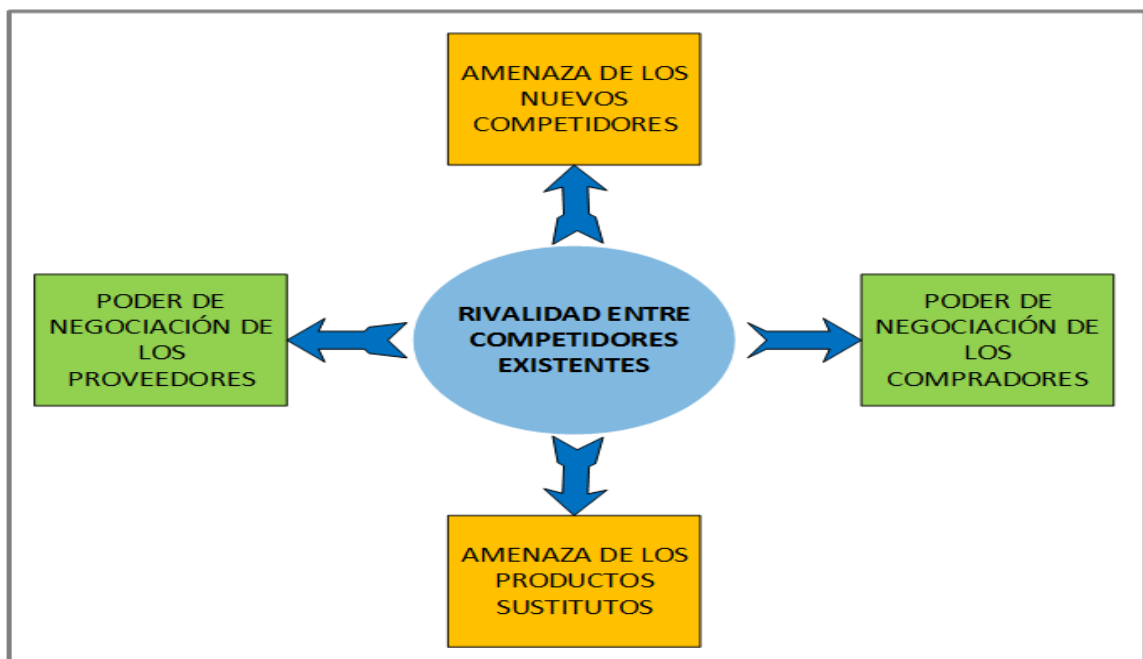 AMENAZA DE LOS
NUEVOS
COMPETIDORES
PODER DE
NEGOCIACIÓN DE
LOS
PROVEEDORES
RIVALIDAD ENTRE
COMPETIDORES
EXISTENTES
PODER DE
NEGOCIACIÓN DE
LOS
COMPRADORES
AMENAZA DE LOS
PRODUCTOS
SUSTITUTOS